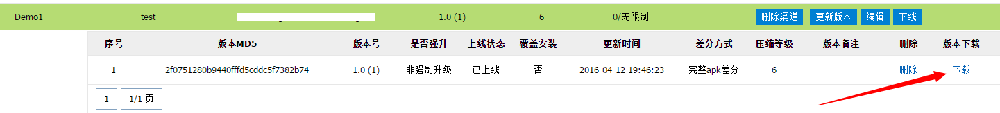 Demo1 test 1.0 (1) 6 0/无限制 删除渠道 更新版本 编辑 下线
序号 版本MD5 版本号 是否强升 上线状态 覆盖安装 更新时间 差分方式 压缩等级 版本备注 删除 版本下载
1 2f0751280b9440fffd5cddc5f7382b74 1.0 (1) 非强制升级 已上线 否 2016-04-12 19:46:23 完整apk差分 6 删除 下载
1 1/1 页